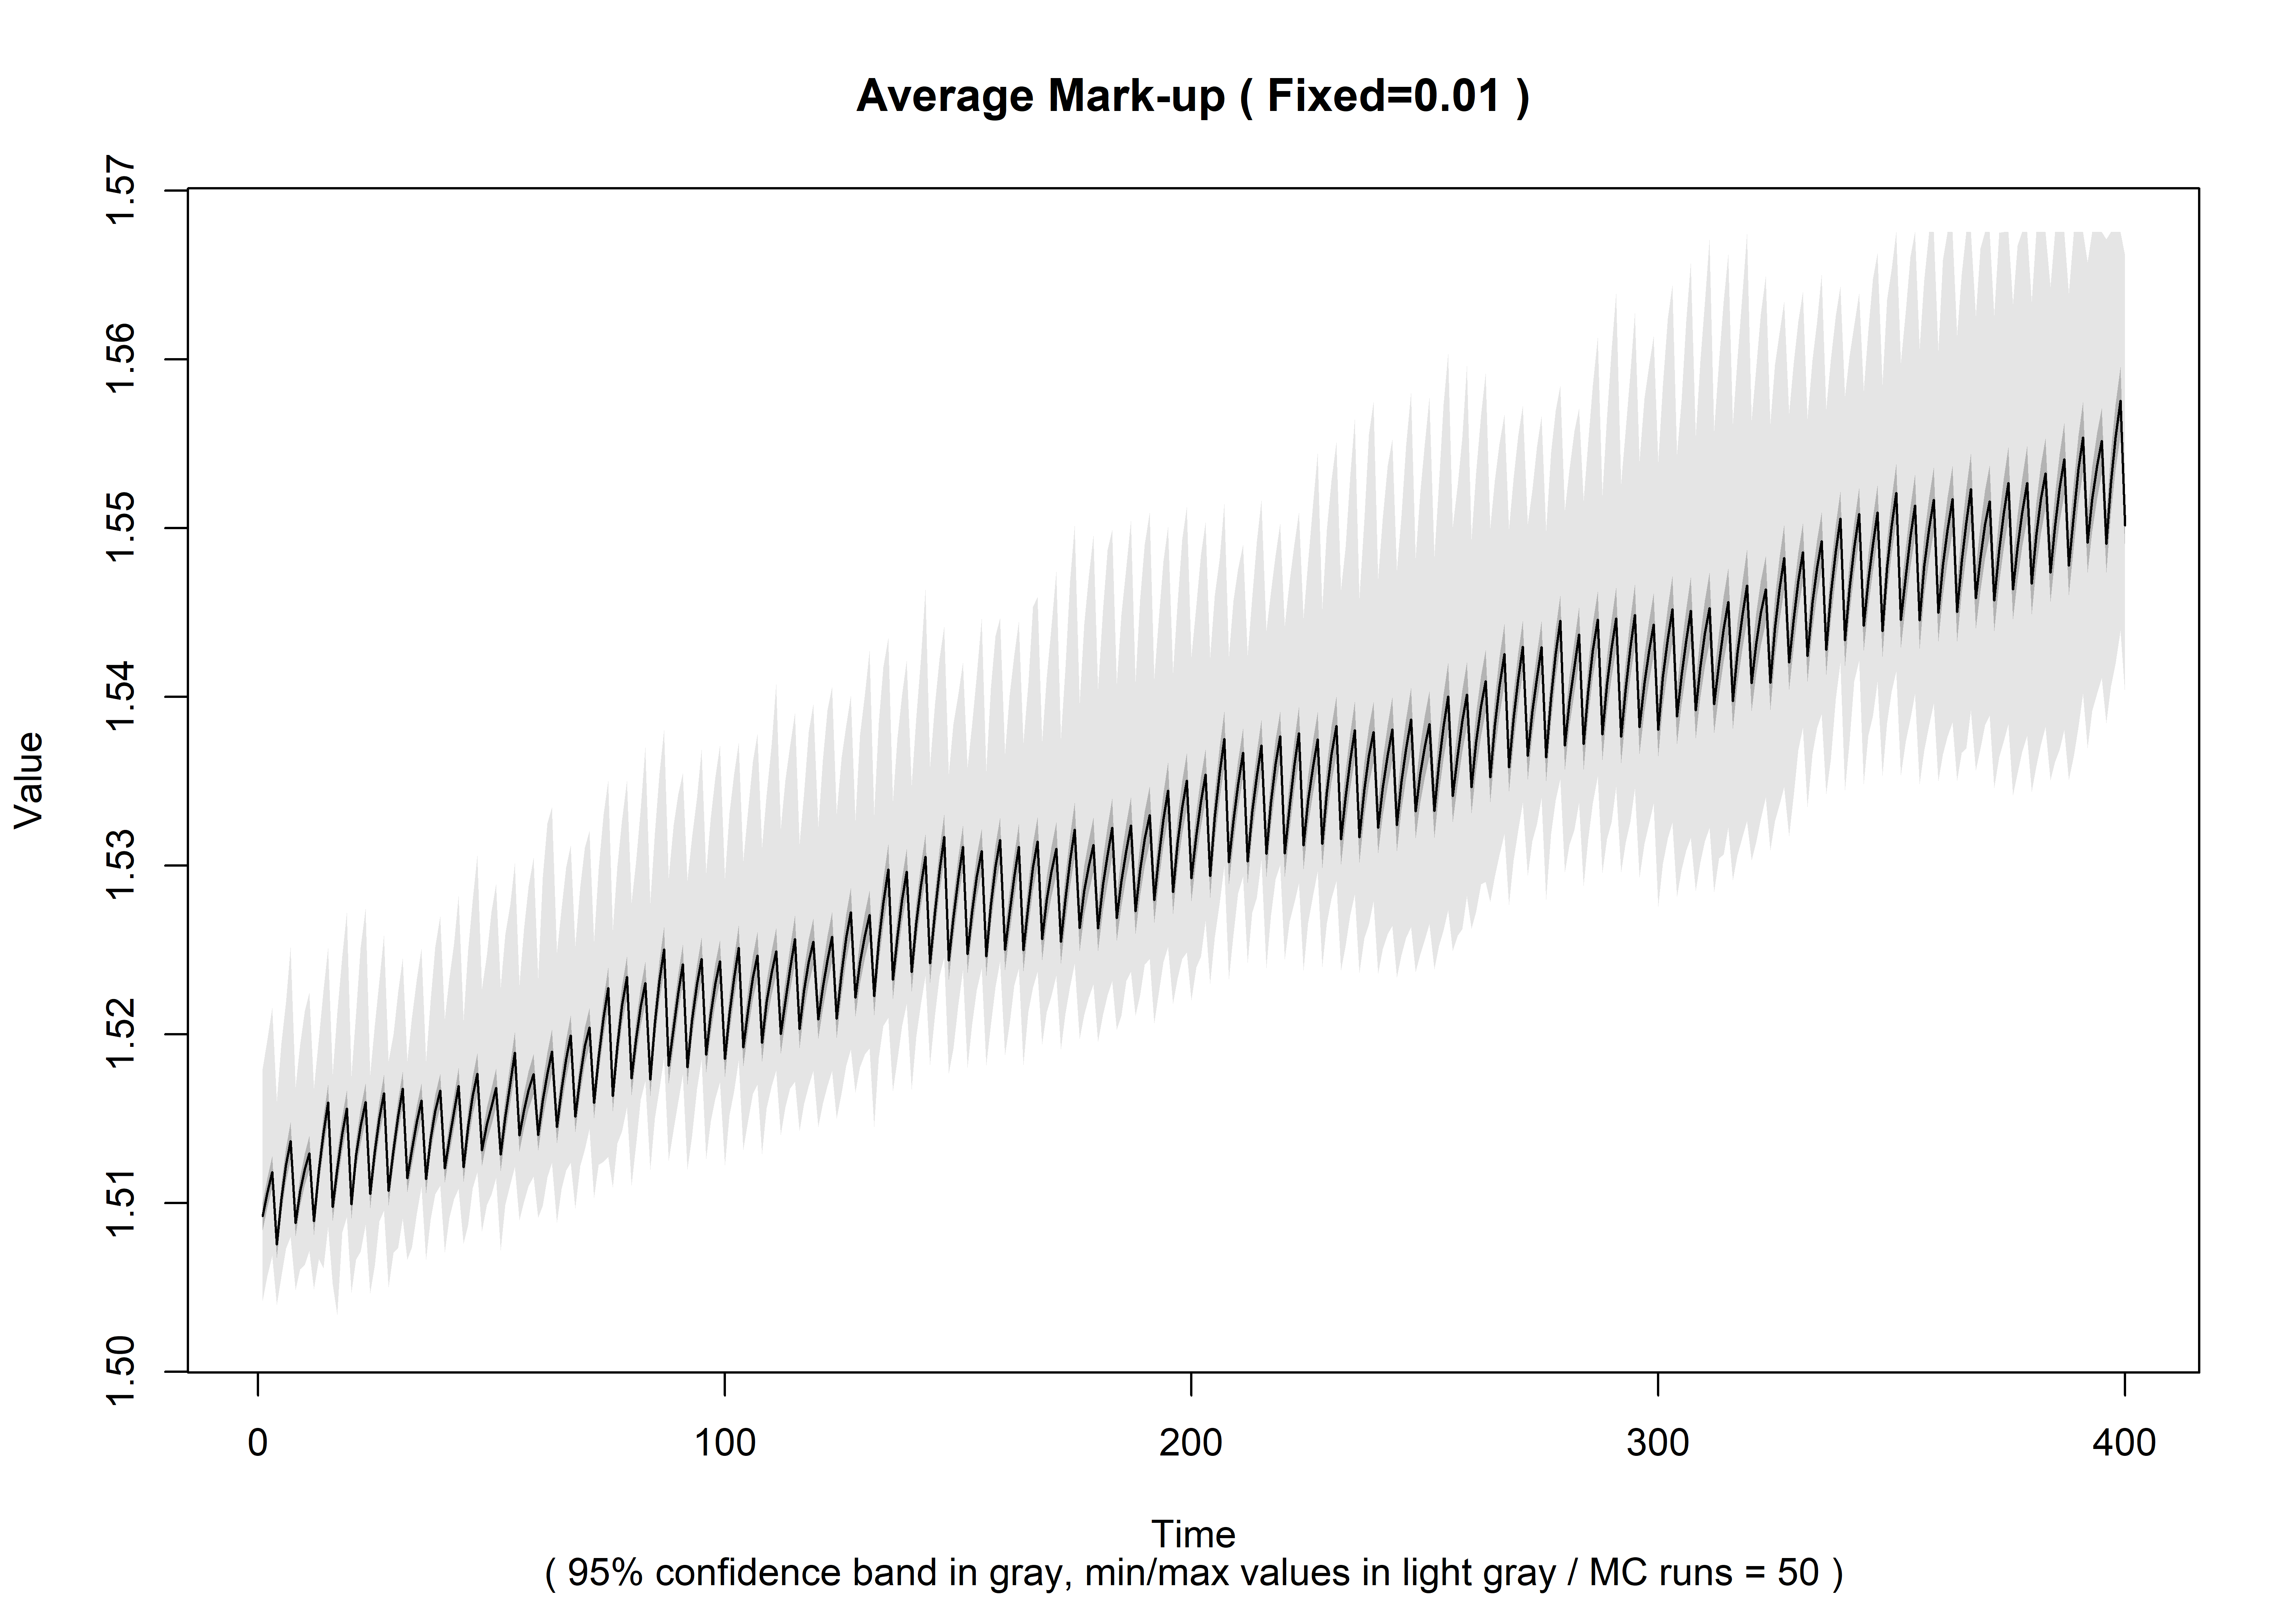 Average Mark-up ( Fixed=0.01 )
1.57
1.56
1.55
1.54
1.53
1.52
1.51
1.50
Value
0 100 200 300 400
Time
( 95% confidence band in gray, min/max values in light gray / MC runs = 50 )